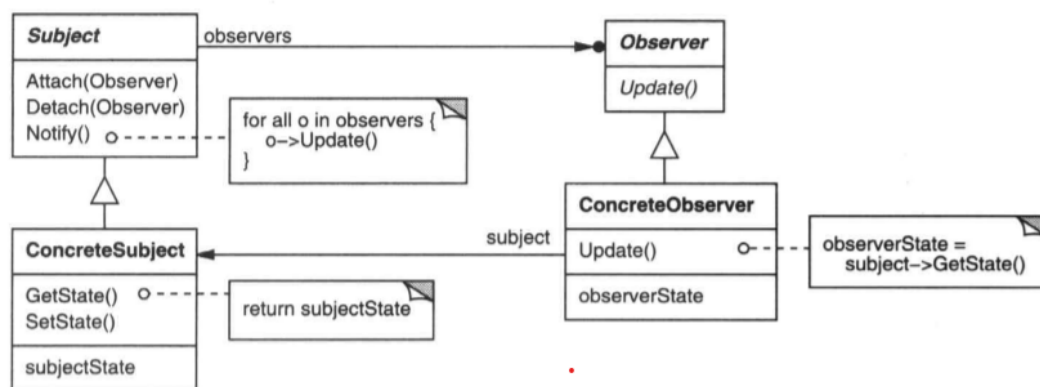 Subject
Attach(Observer)
Detach(Observer)
Notify()
observers
Observer
Update()
for all o in observers {
o->Update()
}
ConcreteSubject
GetState()
SetState()
subjectState
return subjectState
subject
ConcreteObserver
Update()
observerState
observerState =
subject->GetState()